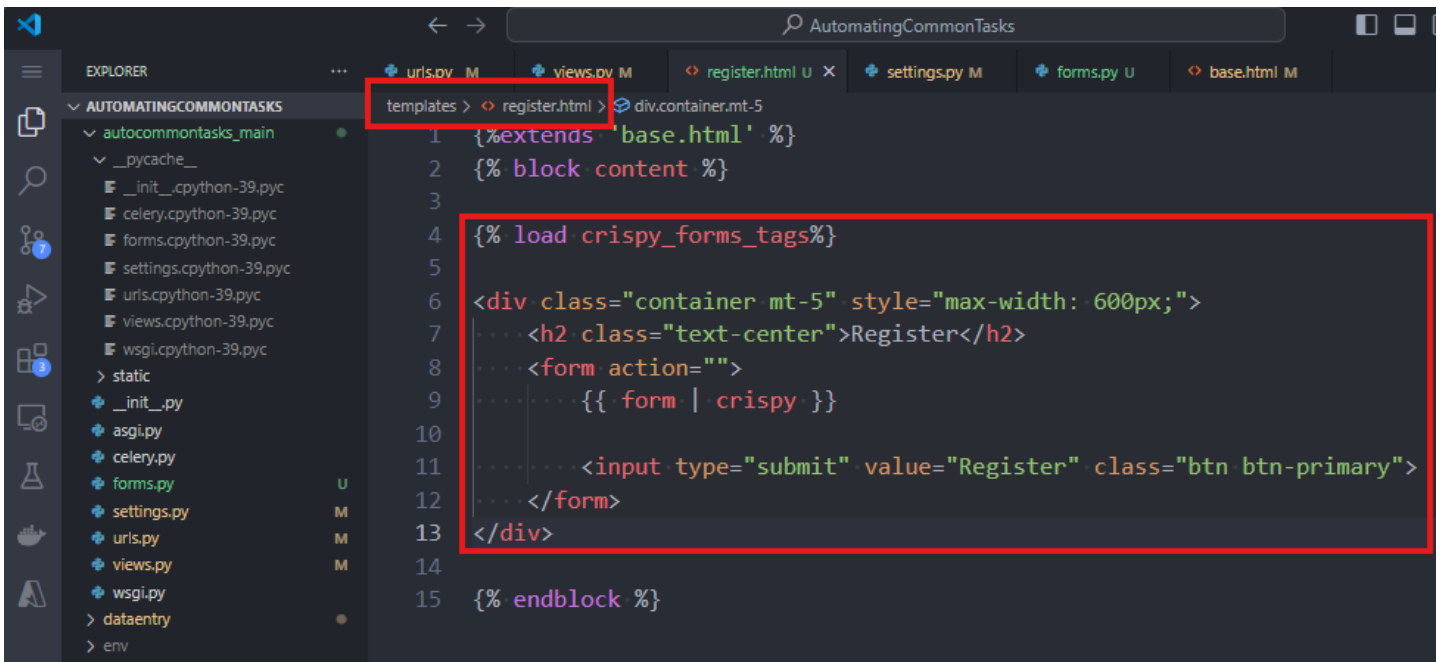 AutomatingCommonTasks
EXPLORER ...
urls.py M views.py M register.html U settings.py M forms.py U base.html M
AUTOMATINGCOMMONTASKS
templates > register.html > div.container.mt-5
autocommontasks_main
__pycache__
__init__.cpython-39.pyc
celery.cpython-39.pyc
forms.cpython-39.pyc
settings.cpython-39.pyc
urls.cpython-39.pyc
views.cpython-39.pyc
wsgi.cpython-39.pyc
static
__init__.py
asgi.py
celery.py
forms.py U
settings.py M
urls.py M
views.py M
wsgi.py
dataentry
env
7
3
1 {%extends 'base.html' %}
2 {% block content %}
3
4 {% load crispy_forms_tags%}
5
6 <div class="container mt-5" style="max-width: 600px;">
7 <h2 class="text-center">Register</h2>
8 <form action="">
9 {{ form | crispy }}
10
11 <input type="submit" value="Register" class="btn btn-primary">
12 </form>
13 </div>
14
15 {% endblock %}